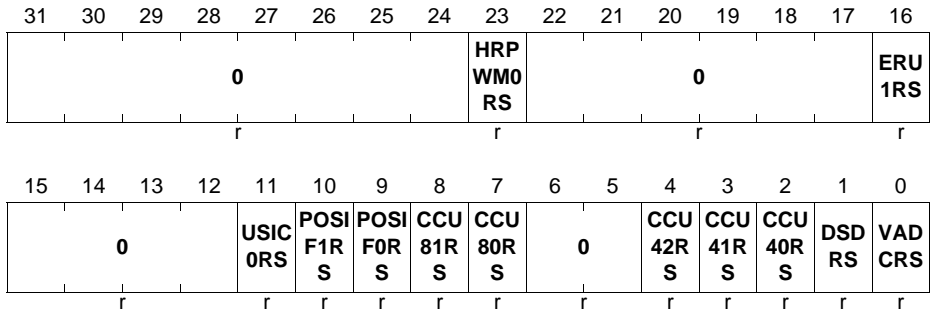 31 30 29 28 27 26 25 24 23 22 21 20 19 18 17 16
0 HRP WM0 RS 0 ERU 1RS
r r r r
15 14 13 12 11 10 9 8 7 6 5 4 3 2 1 0
0 USIC 0RS POSI F1R S POSI F0R S CCU 81R S CCU 80R S 0 CCU 42R S CCU 41R S CCU 40R S DSD RS VAD CRS
r r r r r r r r r r r r